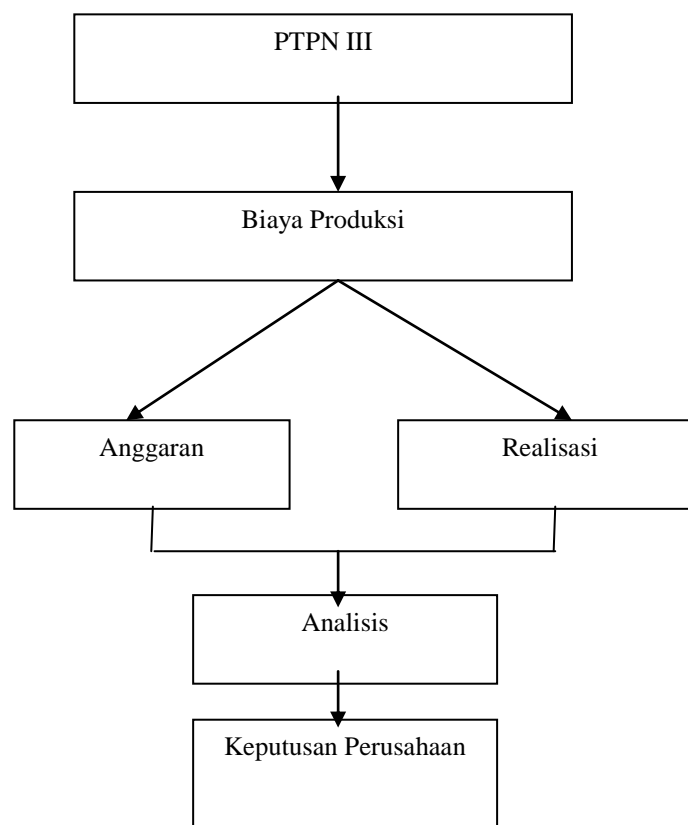 PTPN III
Biaya Produksi
Anggaran
Realisasi
Analisis
Keputusan Perusahaan